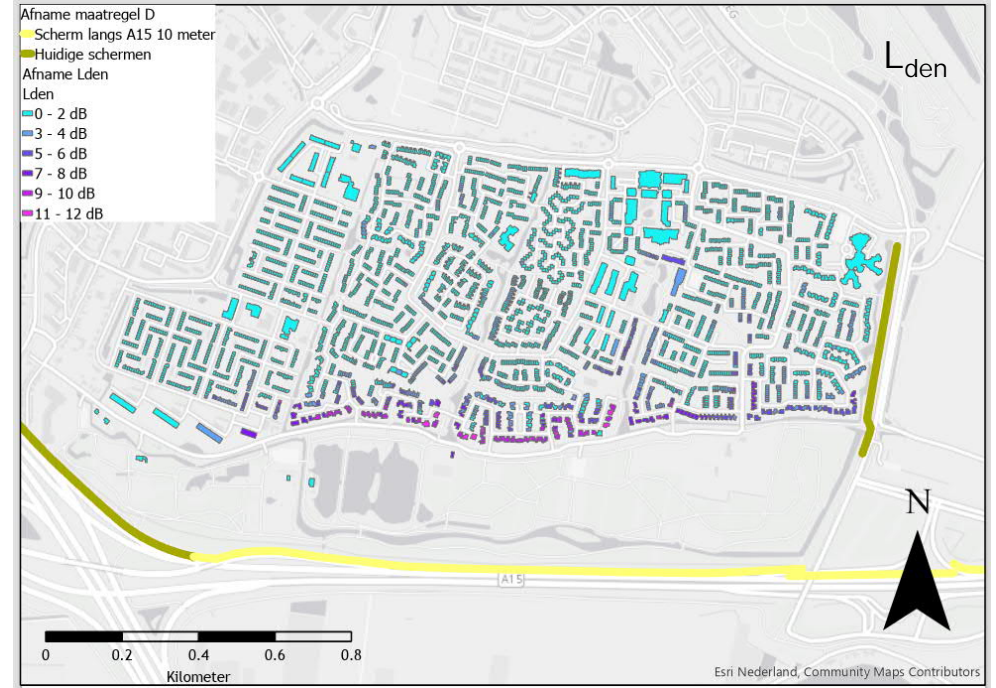 Afname maatregel D
Scherm langs A15 10 meter
Huidige schermen
Afname Lden
Lden
0 - 2 dB
3 - 4 dB
5 - 6 dB
7 - 8 dB
9 - 10 dB
11 - 12 dB
Lden
N
A15
0 0.2 0.4 0.6 0.8
Kilometer
Esri Nederland, Community Maps Contributors